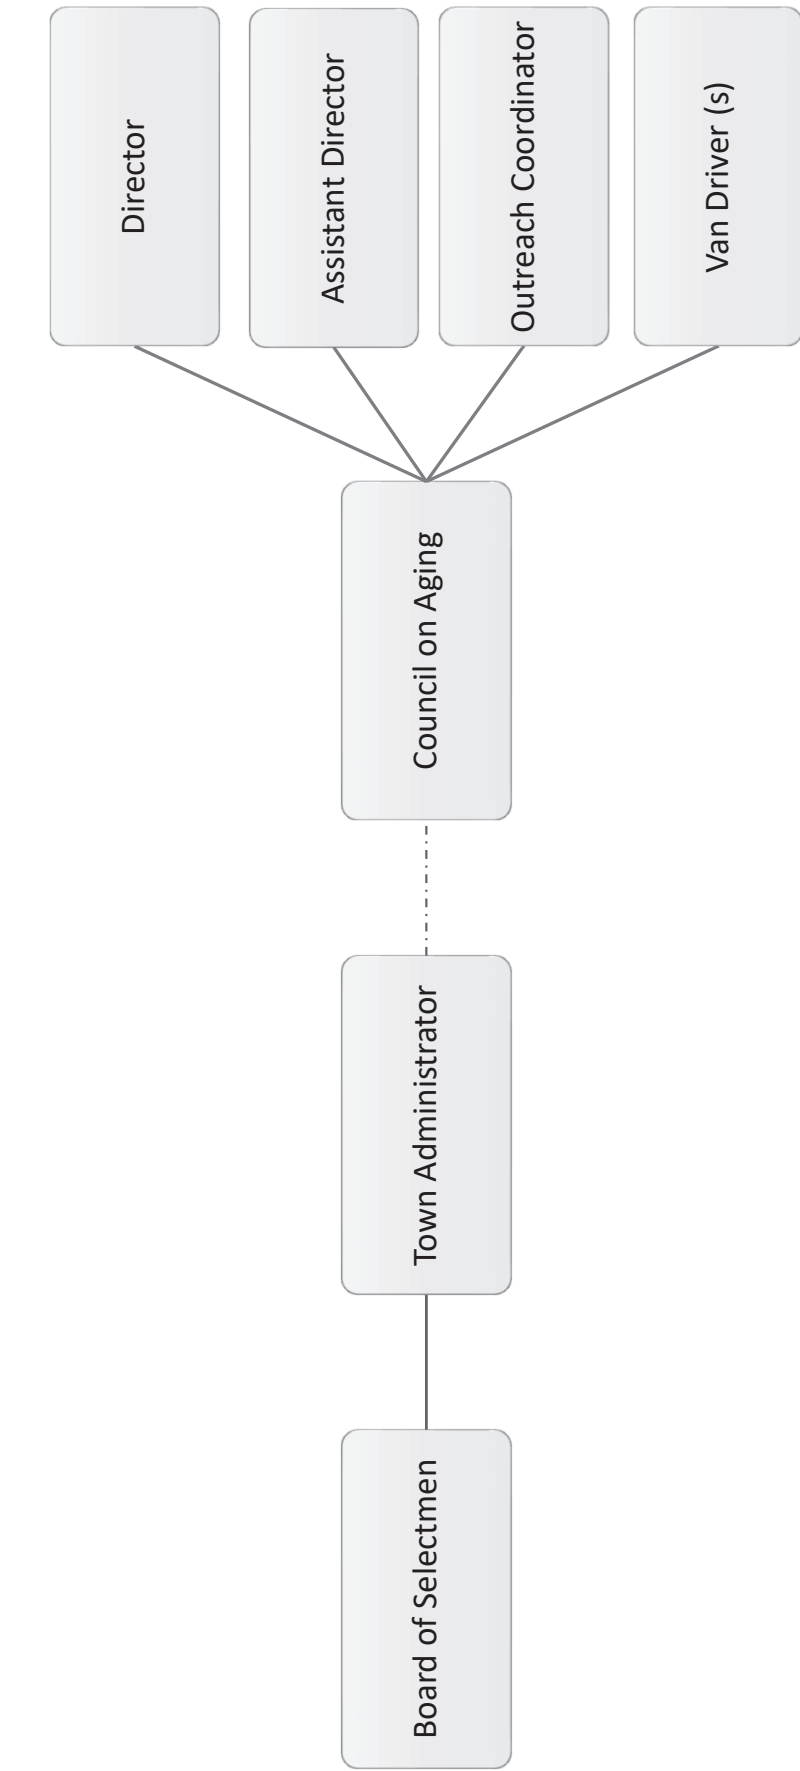 Board of Selectmen
Town Administrator
Council on Aging
Director
Assistant Director
Outreach Coordinator
Van Driver (s)